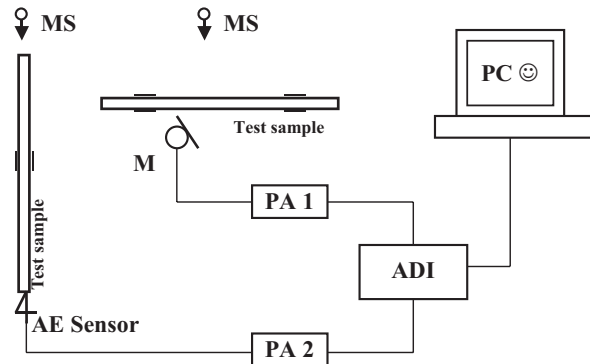 MS
MS
PC ☺
Test sample
M
Test sample
PA 1
ADI
AE Sensor
PA 2